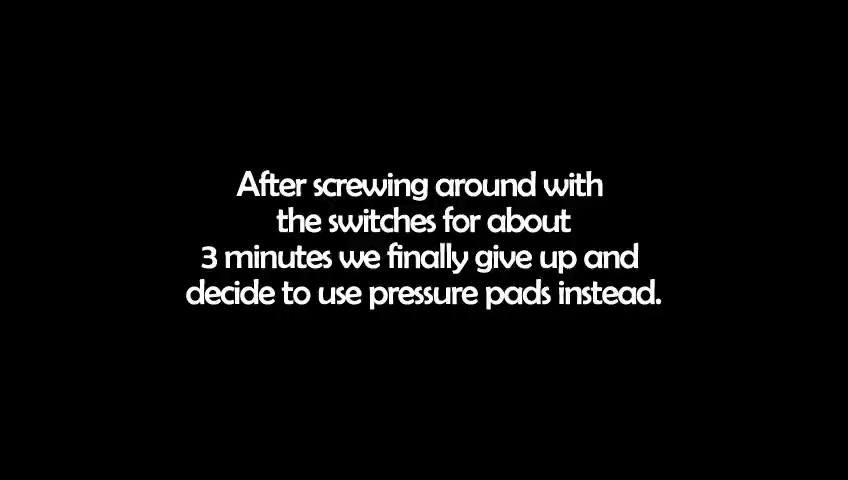 After screwing around with
the switches for about
3 minutes we finally give up and
decide to use pressure pads instead.